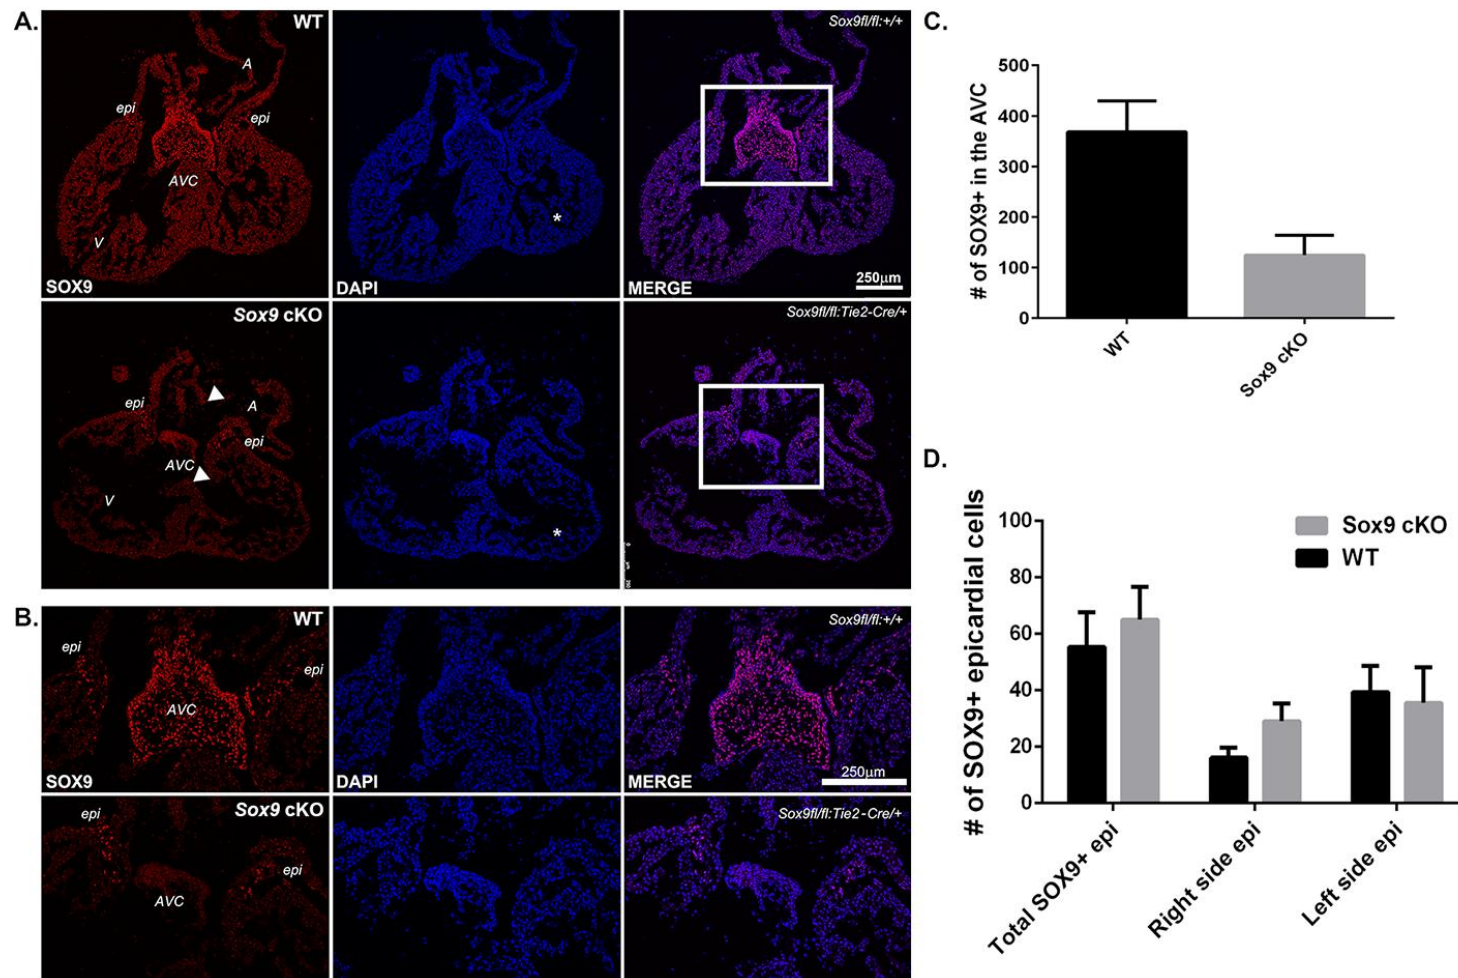 A.
WT
Sox9fl/fl:+/+
A
epi
epi
AVC
V
*
SOX9
DAPI
MERGE
250μm
Sox9 cKO
Sox9fl/fl:Tie2-Cre/+
epi
A
epi
AVC
V
*
B.
WT
Sox9fl/fl:+/+
epi
epi
AVC
SOX9
DAPI
MERGE
250μm
Sox9 cKO
Sox9fl/fl:Tie2-Cre/+
epi
epi
AVC
C.
# of SOX9+ in the AVC
500
400
300
200
100
0
WT
Sox9 cKO
D.
# of SOX9+ epicardial cells
100
80
60
40
20
0
Sox9 cKO
WT
Total SOX9+ epi
Right side epi
Left side epi